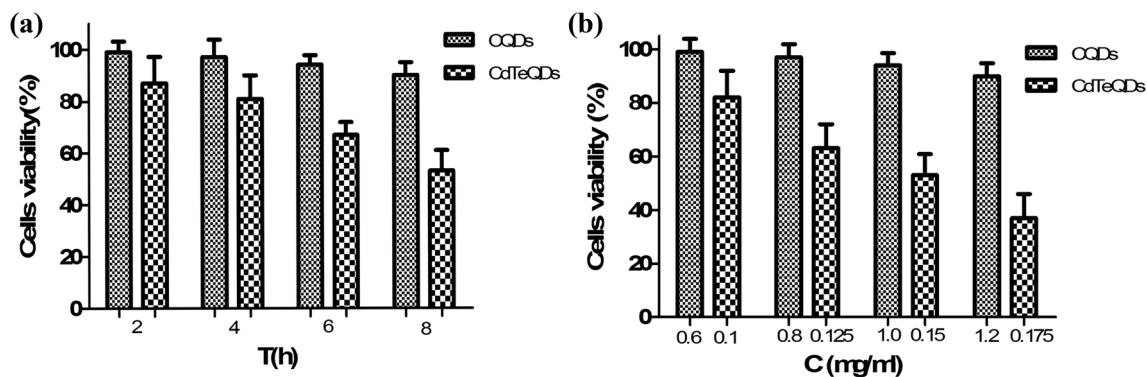 (a)
Cells viability(%)
100
80
60
40
20
0
2 4 6 8
T(h)
CQDs
CdTeQDs
(b)
Cells viability (%)
100
80
60
40
20
0
0.6 0.1 0.8 0.125 1.0 0.15 1.2 0.175
C (mg/ml)
CQDs
CdTeQDs